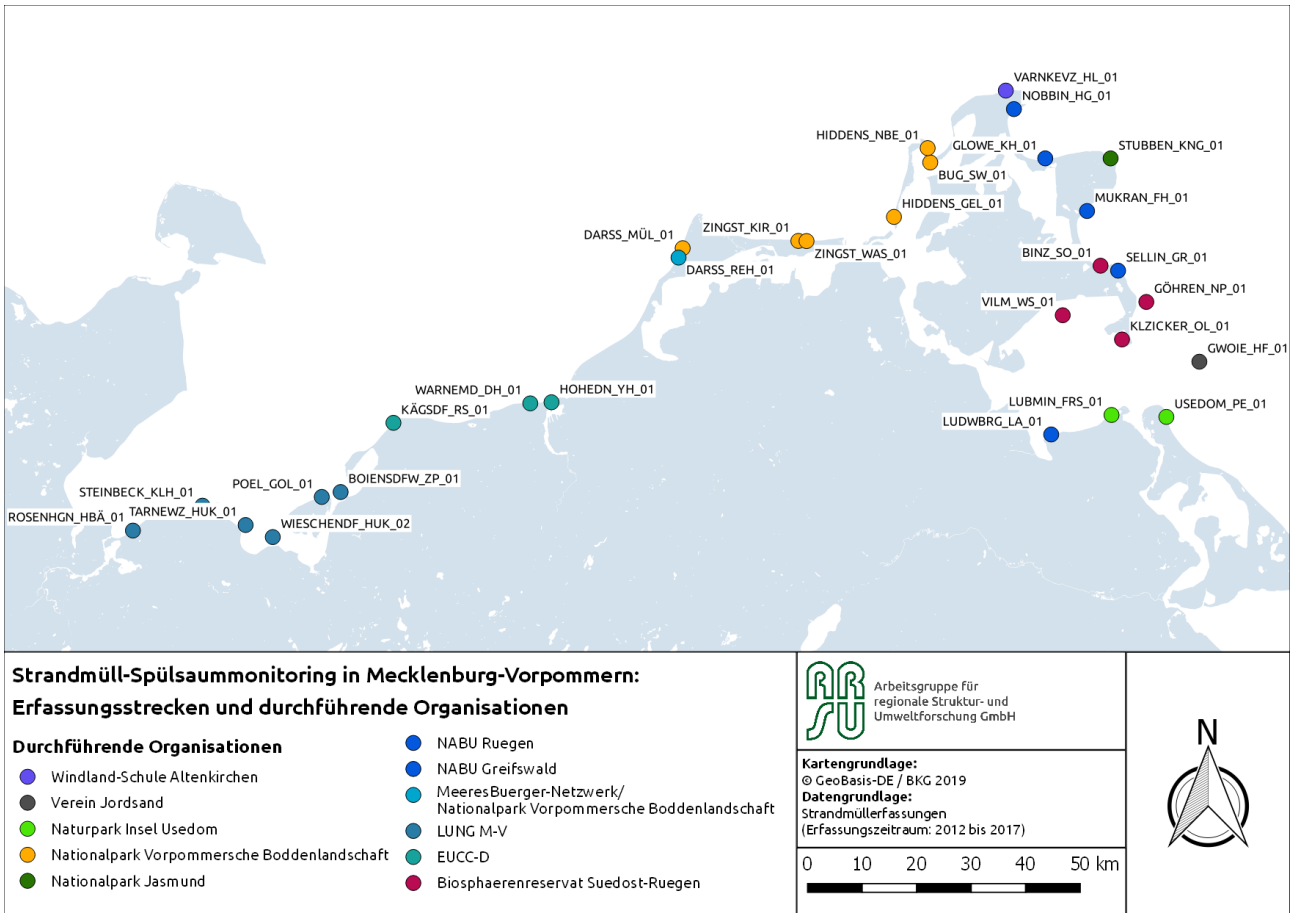 VARNKEVZ_HL_01
NOBBIN_HG_01
HIDDENS_NBE_01
GLOWE_KH_01
STUBBEN_KNG_01
BUG_SW_01
MUKRAN_FH_01
HIDDENS_GEL_01
ZINGST_KIR_01
DARSS_MÜL_01
ZINGST_WAS_01
BINZ_SO_01
SELLIN_GR_01
DARSS_REH_01
GÖHREN_NP_01
VILM_WS_01
KLZICKER_OL_01
GWOIE_HF_01
WARNEMD_DH_01
HOHEDN_YH_01
KÄGSDF_RS_01
LUBMIN_FRS_01
USEDOM_PE_01
LUDWBRG_LA_01
BOIENSDFW_ZP_01
POEL_GOL_01
STEINBECK_KLH_01
TARNEWZ_HUK_01
ROSENHGN_HBÄ_01
WIESCHENDF_HUK_02
Strandmüll-Spülsaummonitoring in Mecklenburg-Vorpommern:
Erfassungsstrecken und durchführende Organisationen
Durchführende Organisationen
Windland-Schule Altenkirchen
Verein Jordsand
Naturpark Insel Usedom
Nationalpark Vorpommersche Boddenlandschaft
Nationalpark Jasmund
NABU Ruegen
NABU Greifswald
MeeresBuerger-Netzwerk/
Nationalpark Vorpommersche Boddenlandschaft
LUNG M-V
EUCC-D
Biosphaerenreservat Suedost-Ruegen
ARSU
Arbeitsgruppe für
regionale Struktur- und
Umweltforschung GmbH
Kartengrundlage:
© GeoBasis-DE / BKG 2019
Datengrundlage:
Strandmüllerfassungen
(Erfassungszeitraum: 2012 bis 2017)
0 10 20 30 40 50 km
N